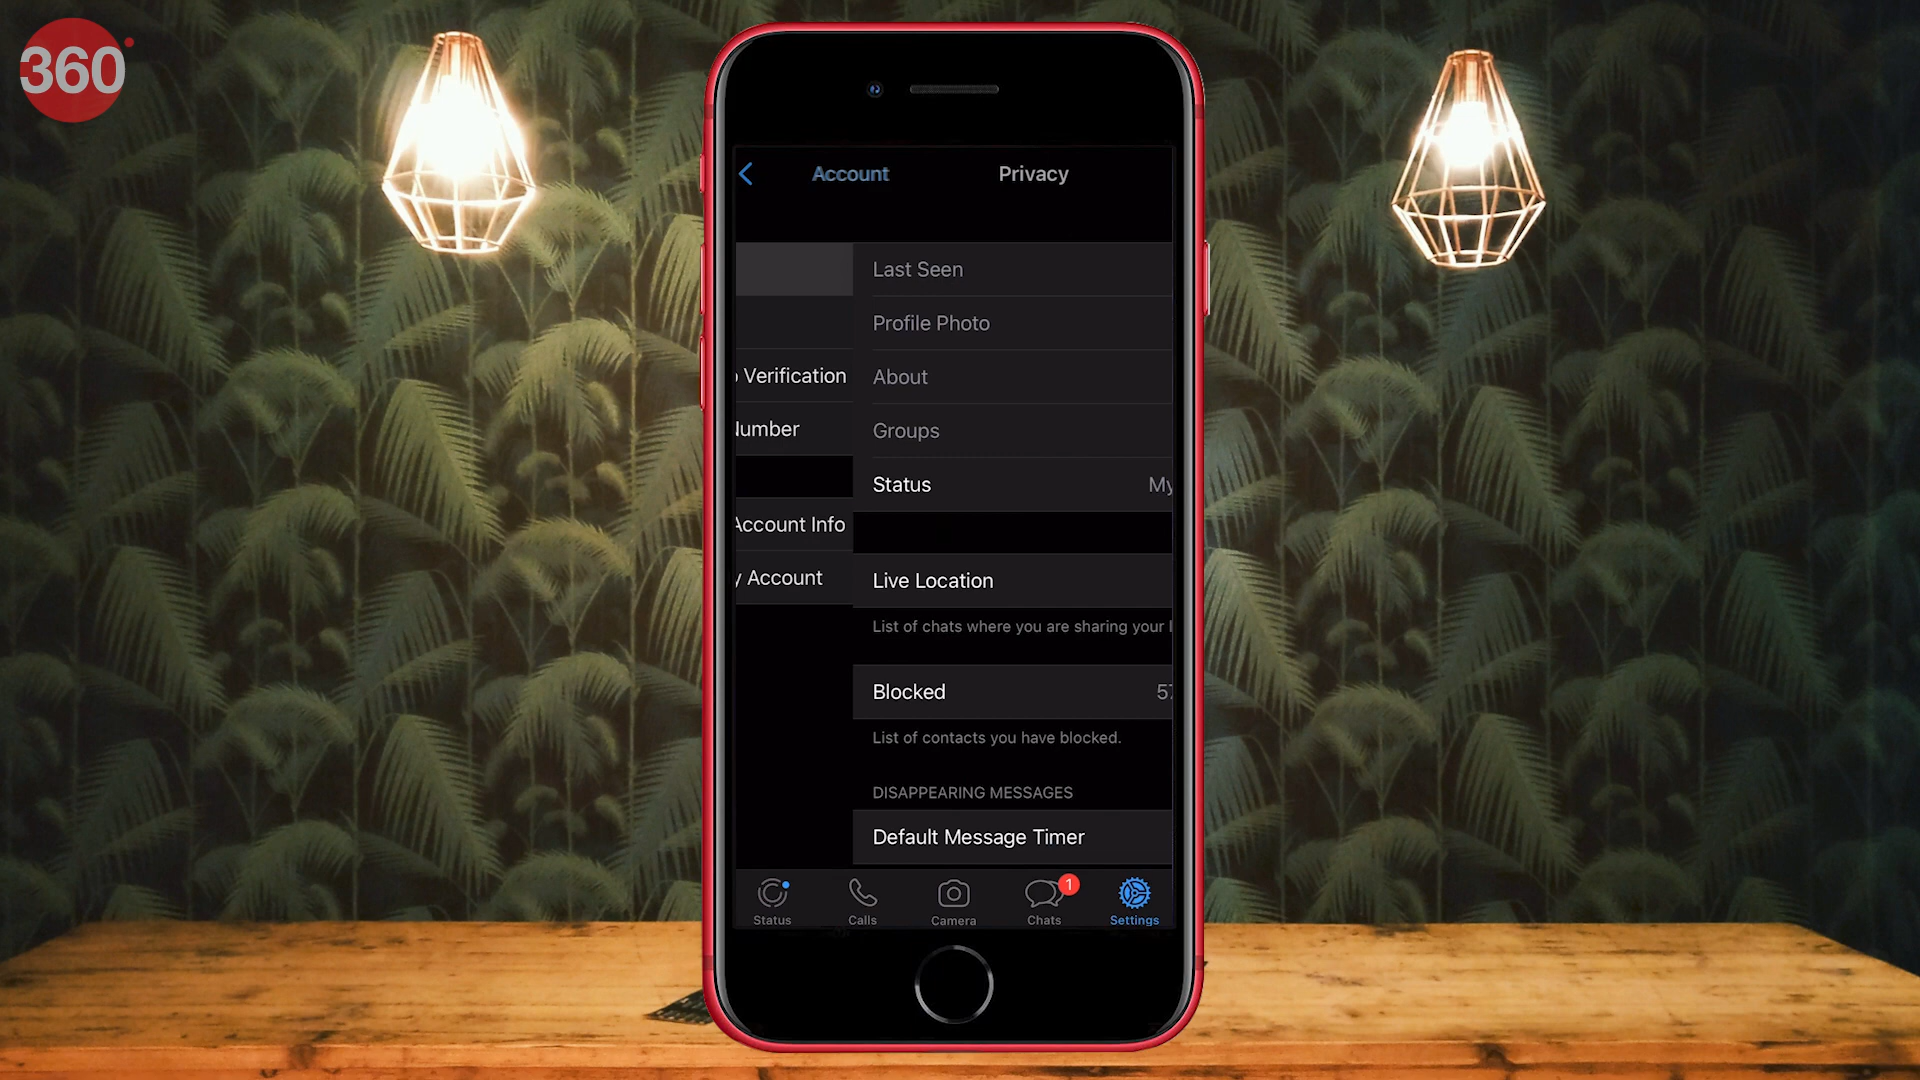 360
Account
Privacy
Last Seen
Profile Photo
Verification
About
Groups
Status
My
Account Info
Live Location
Account
List of chats where you are sharing your
Blocked
List of contacts you have blocked.
DISAPPEARING MESSAGES
Default Message Timer
1
Status
Calls
Camera
Chats
Settings